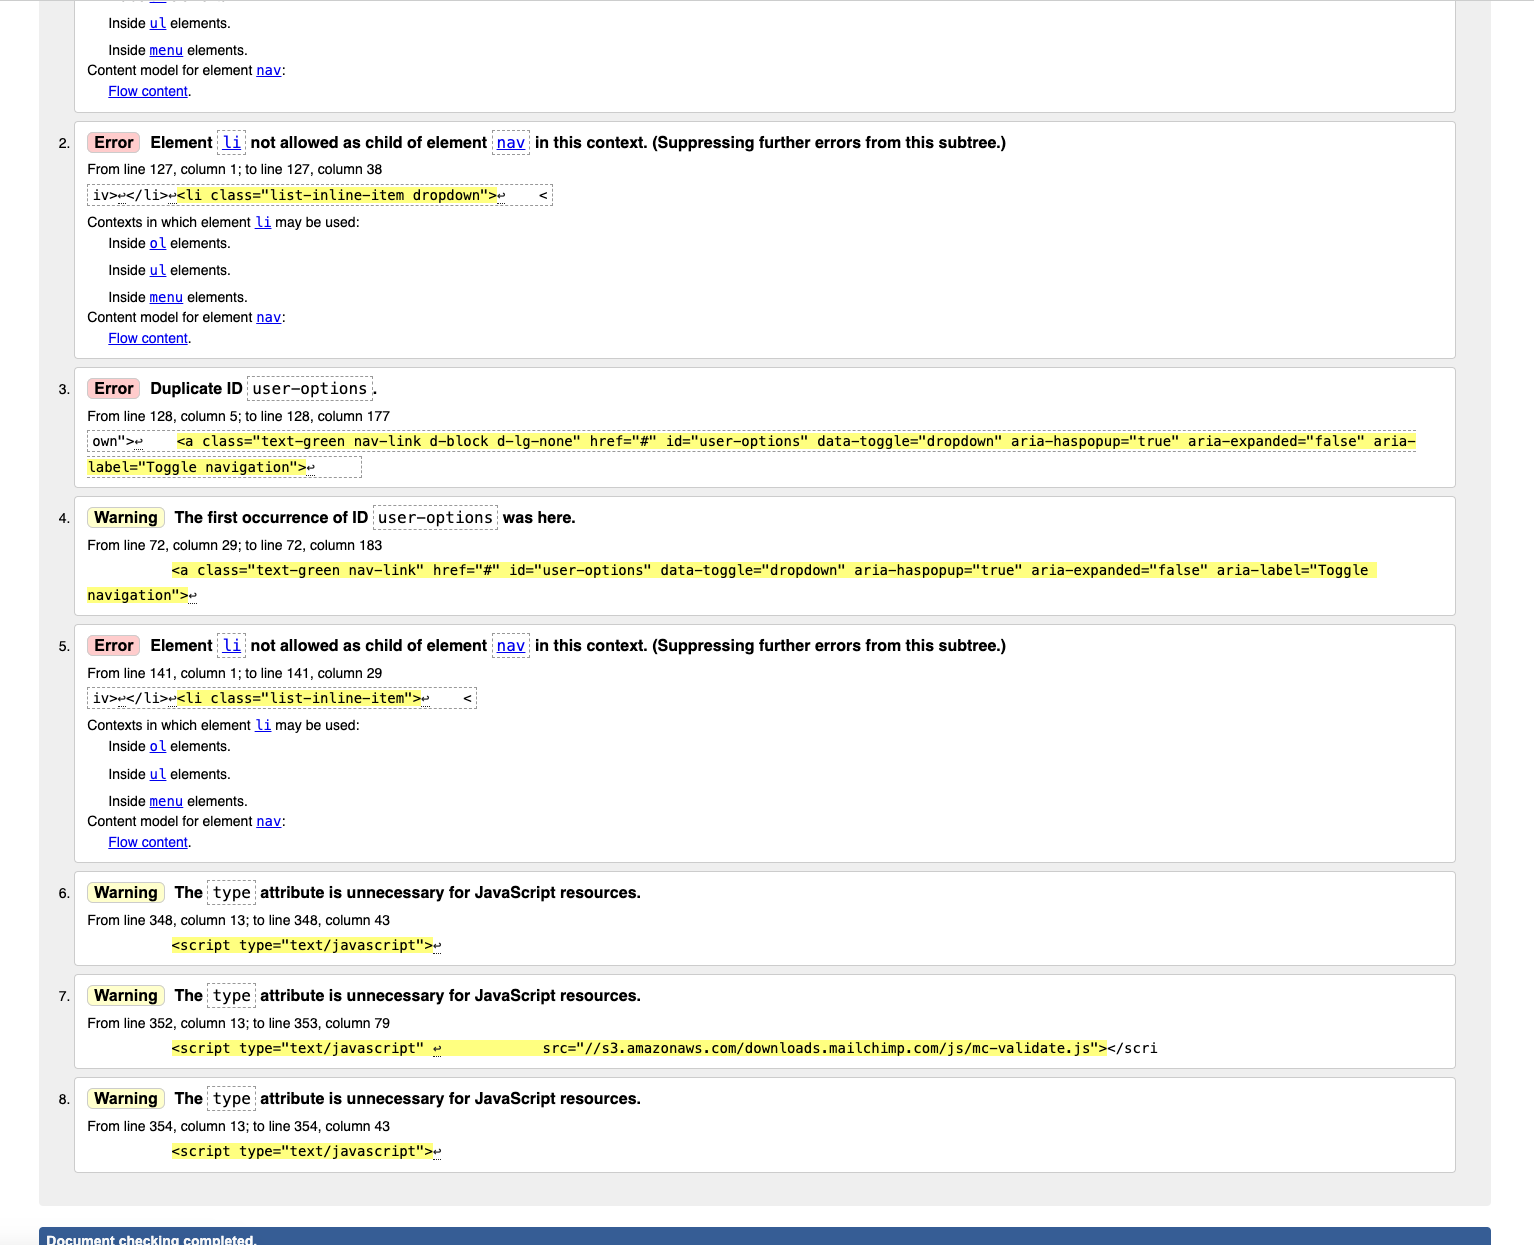 Inside ul elements.
Inside menu elements.
Content model for element nav:
Flow content.
2. Error Element li not allowed as child of element nav in this context. (Suppressing further errors from this subtree.)
From line 127, column 1; to line 127, column 38
iv>↩</li>↩<li class="list-inline-item dropdown">↩    <
Contexts in which element li may be used:
Inside ol elements.
Inside ul elements.
Inside menu elements.
Content model for element nav:
Flow content.
3. Error Duplicate ID user-options.
From line 128, column 5; to line 128, column 177
own">↩    <a class="text-green nav-link d-block d-lg-none" href="#" id="user-options" data-toggle="dropdown" aria-haspopup="true" aria-expanded="false" aria-
label="Toggle navigation">↩
4. Warning The first occurrence of ID user-options was here.
From line 72, column 29; to line 72, column 183
<a class="text-green nav-link" href="#" id="user-options" data-toggle="dropdown" aria-haspopup="true" aria-expanded="false" aria-label="Toggle
navigation">↩
5. Error Element li not allowed as child of element nav in this context. (Suppressing further errors from this subtree.)
From line 141, column 1; to line 141, column 29
iv>↩</li>↩<li class="list-inline-item">↩    <
Contexts in which element li may be used:
Inside ol elements.
Inside ul elements.
Inside menu elements.
Content model for element nav:
Flow content.
6. Warning The type attribute is unnecessary for JavaScript resources.
From line 348, column 13; to line 348, column 43
<script type="text/javascript">↩
7. Warning The type attribute is unnecessary for JavaScript resources.
From line 352, column 13; to line 353, column 79
<script type="text/javascript" ↩            src="//s3.amazonaws.com/downloads.mailchimp.com/js/mc-validate.js"></scri
8. Warning The type attribute is unnecessary for JavaScript resources.
From line 354, column 13; to line 354, column 43
<script type="text/javascript">↩
Document checking completed.